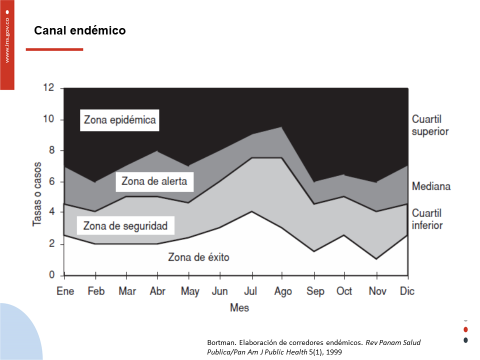 www.ins.gov.co
Canal endémico
12
10
8
6
4
2
0
Tasas o casos
Zona epidémica
Zona de alerta
Zona de seguridad
Zona de éxito
Cuartil
superior
Mediana
Cuartil
inferior
Ene Feb Mar Abr May Jun Jul Ago Sep Oct Nov Dic
Mes
Bortman. Elaboración de corredores endémicos. Rev Panam Salud
Publica/Pan Am J Public Health 5(1), 1999